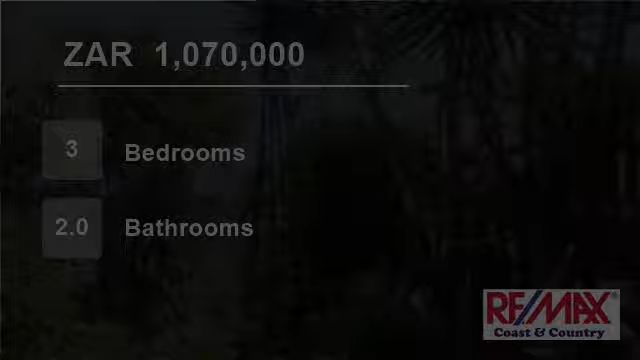 ZAR 1,070,000
3 Bedrooms
2.0 Bathrooms
RE/MAX®
Coast & Country